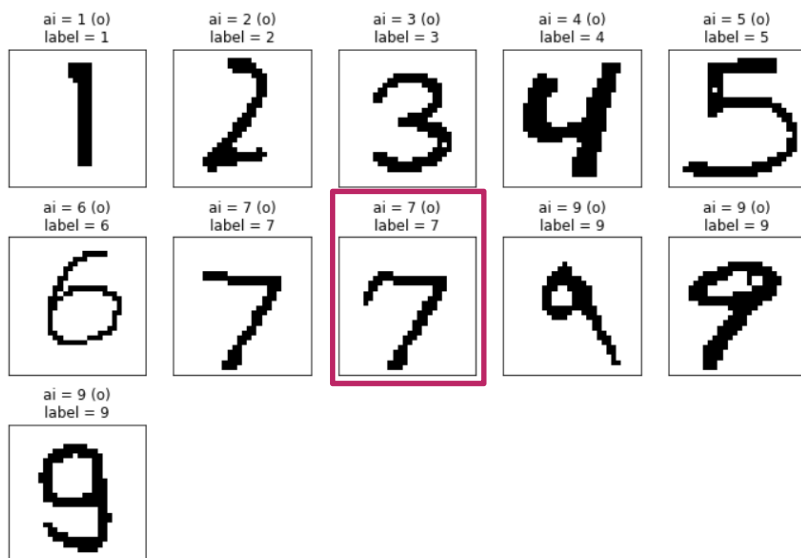 ai = 1 (o) ai = 2 (o) ai = 3 (o) ai = 4 (o) ai = 5 (o)
label = 1 label = 2 label = 3 label = 4 label = 5
1 2 3 4 5
ai = 6 (o) ai = 7 (o) ai = 7 (o) ai = 9 (o) ai = 9 (o)
label = 6 label = 7 label = 7 label = 9 label = 9
6 7 7 9 9
ai = 9 (o)
label = 9
9